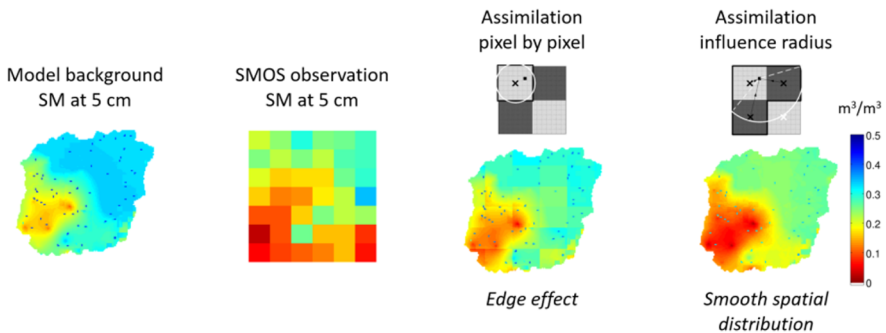 Model background
SM at 5 cm
SMOS observation
SM at 5 cm
Assimilation
pixel by pixel
Edge effect
Assimilation
influence radius
Smooth spatial
distribution
m³/m³
0.5
0.4
0.3
0.2
0.1
0